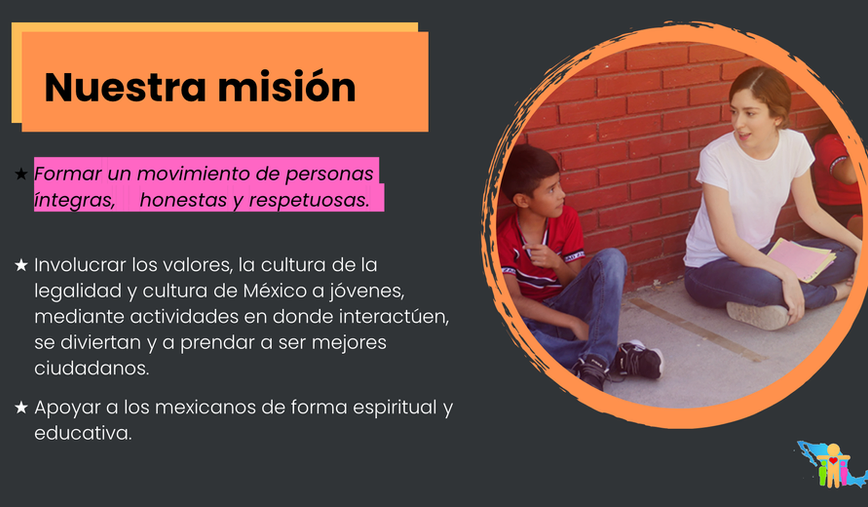 Nuestra misión
★ Formar un movimiento de personas
íntegras, honestas y respetuosas.
★ Involucrar los valores, la cultura de la
legalidad y cultura de México a jóvenes,
mediante actividades en donde interactúen,
se diviertan y a prendar a ser mejores
ciudadanos.
★ Apoyar a los mexicanos de forma espiritual y
educativa.